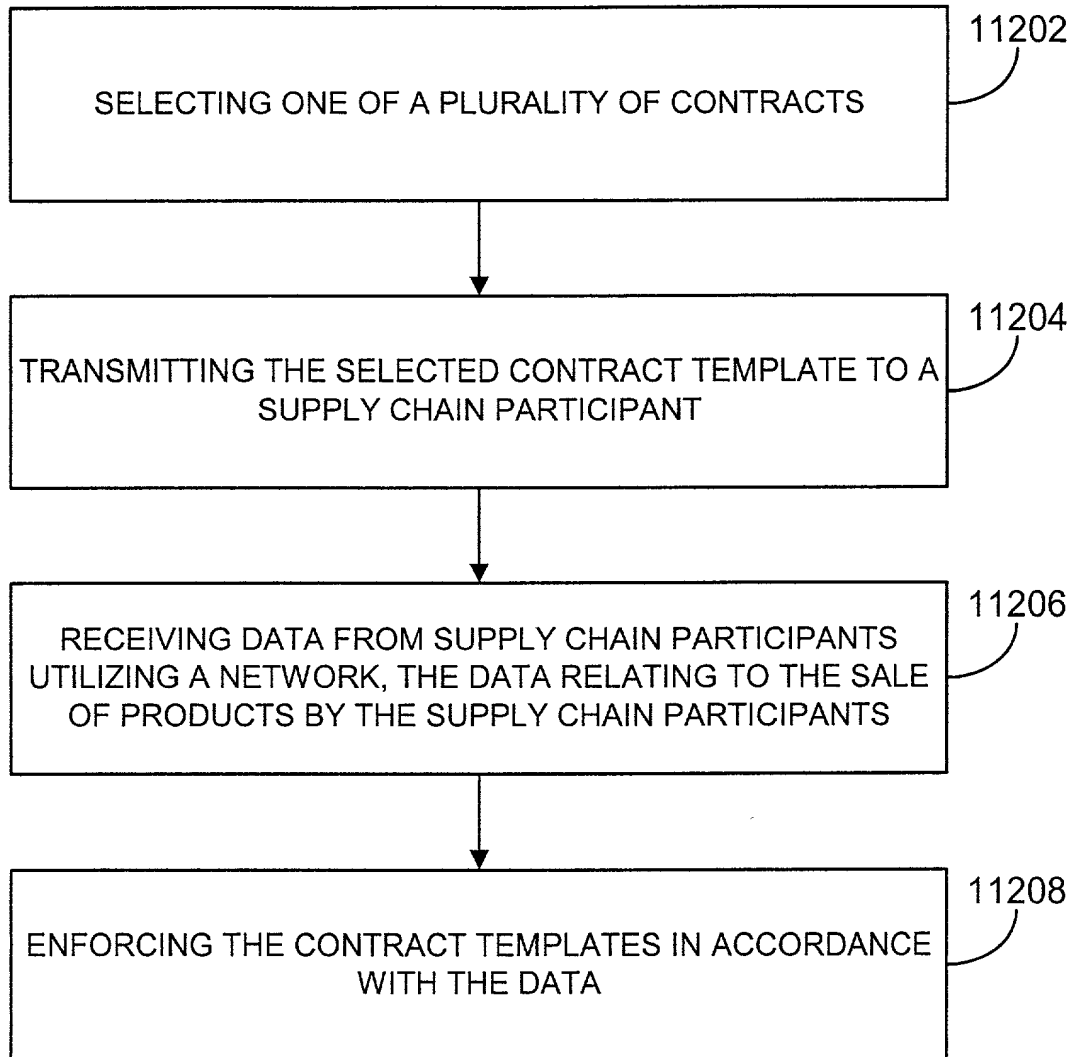 11202
SELECTING ONE OF A PLURALITY OF CONTRACTS
11204
TRANSMITTING THE SELECTED CONTRACT TEMPLATE TO A
SUPPLY CHAIN PARTICIPANT
11206
RECEIVING DATA FROM SUPPLY CHAIN PARTICIPANTS
UTILIZING A NETWORK, THE DATA RELATING TO THE SALE
OF PRODUCTS BY THE SUPPLY CHAIN PARTICIPANTS
11208
ENFORCING THE CONTRACT TEMPLATES IN ACCORDANCE
WITH THE DATA